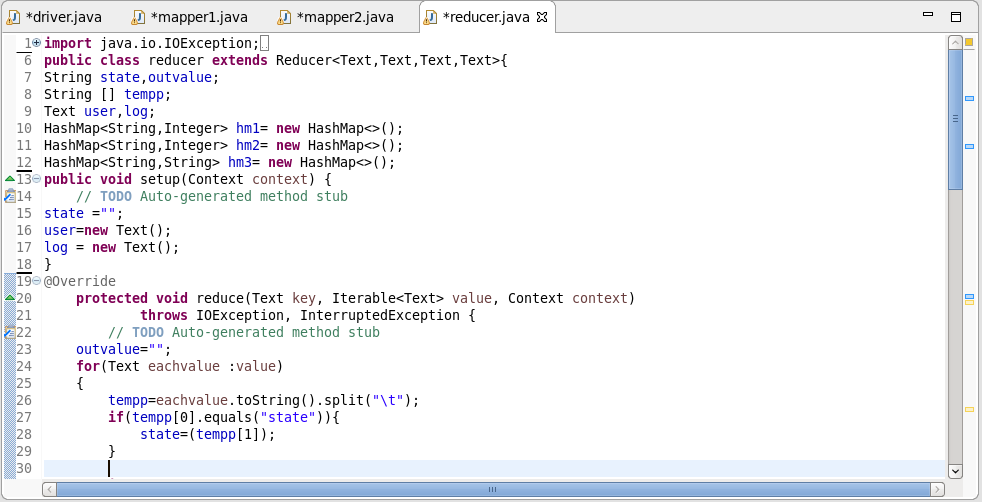 *driver.java *mapper1.java *mapper2.java *reducer.java
1 import java.io.IOException;
6 public class reducer extends Reducer<Text,Text,Text,Text>{
7 String state,outvalue;
8 String [] tempp;
9 Text user,log;
10 HashMap<String,Integer> hm1= new HashMap<>();
11 HashMap<String,Integer> hm2= new HashMap<>();
12 HashMap<String,String> hm3= new HashMap<>();
13 public void setup(Context context) {
14     // TODO Auto-generated method stub
15 state ="";
16 user=new Text();
17 log = new Text();
18 }
19 @Override
20     protected void reduce(Text key, Iterable<Text> value, Context context)
21             throws IOException, InterruptedException {
22         // TODO Auto-generated method stub
23     outvalue="";
24     for(Text eachvalue :value)
25     {
26         tempp=eachvalue.toString().split("\t");
27         if(tempp[0].equals("state")){
28             state=(tempp[1]);
29         }
30